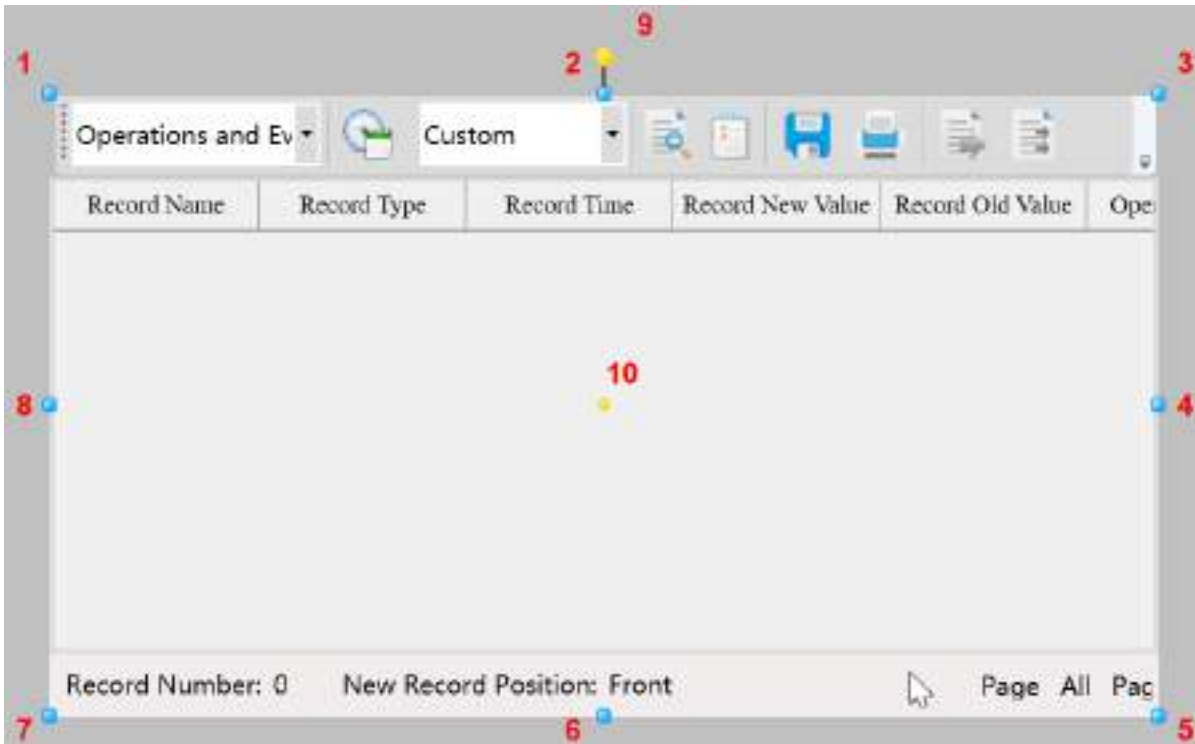 9
1 2 3
Operations and Ev Custom
Record Name Record Type Record Time Record New Value Record Old Value Ope
10
8 4
Record Number: 0 New Record Position: Front Page All Pag
7 6 5